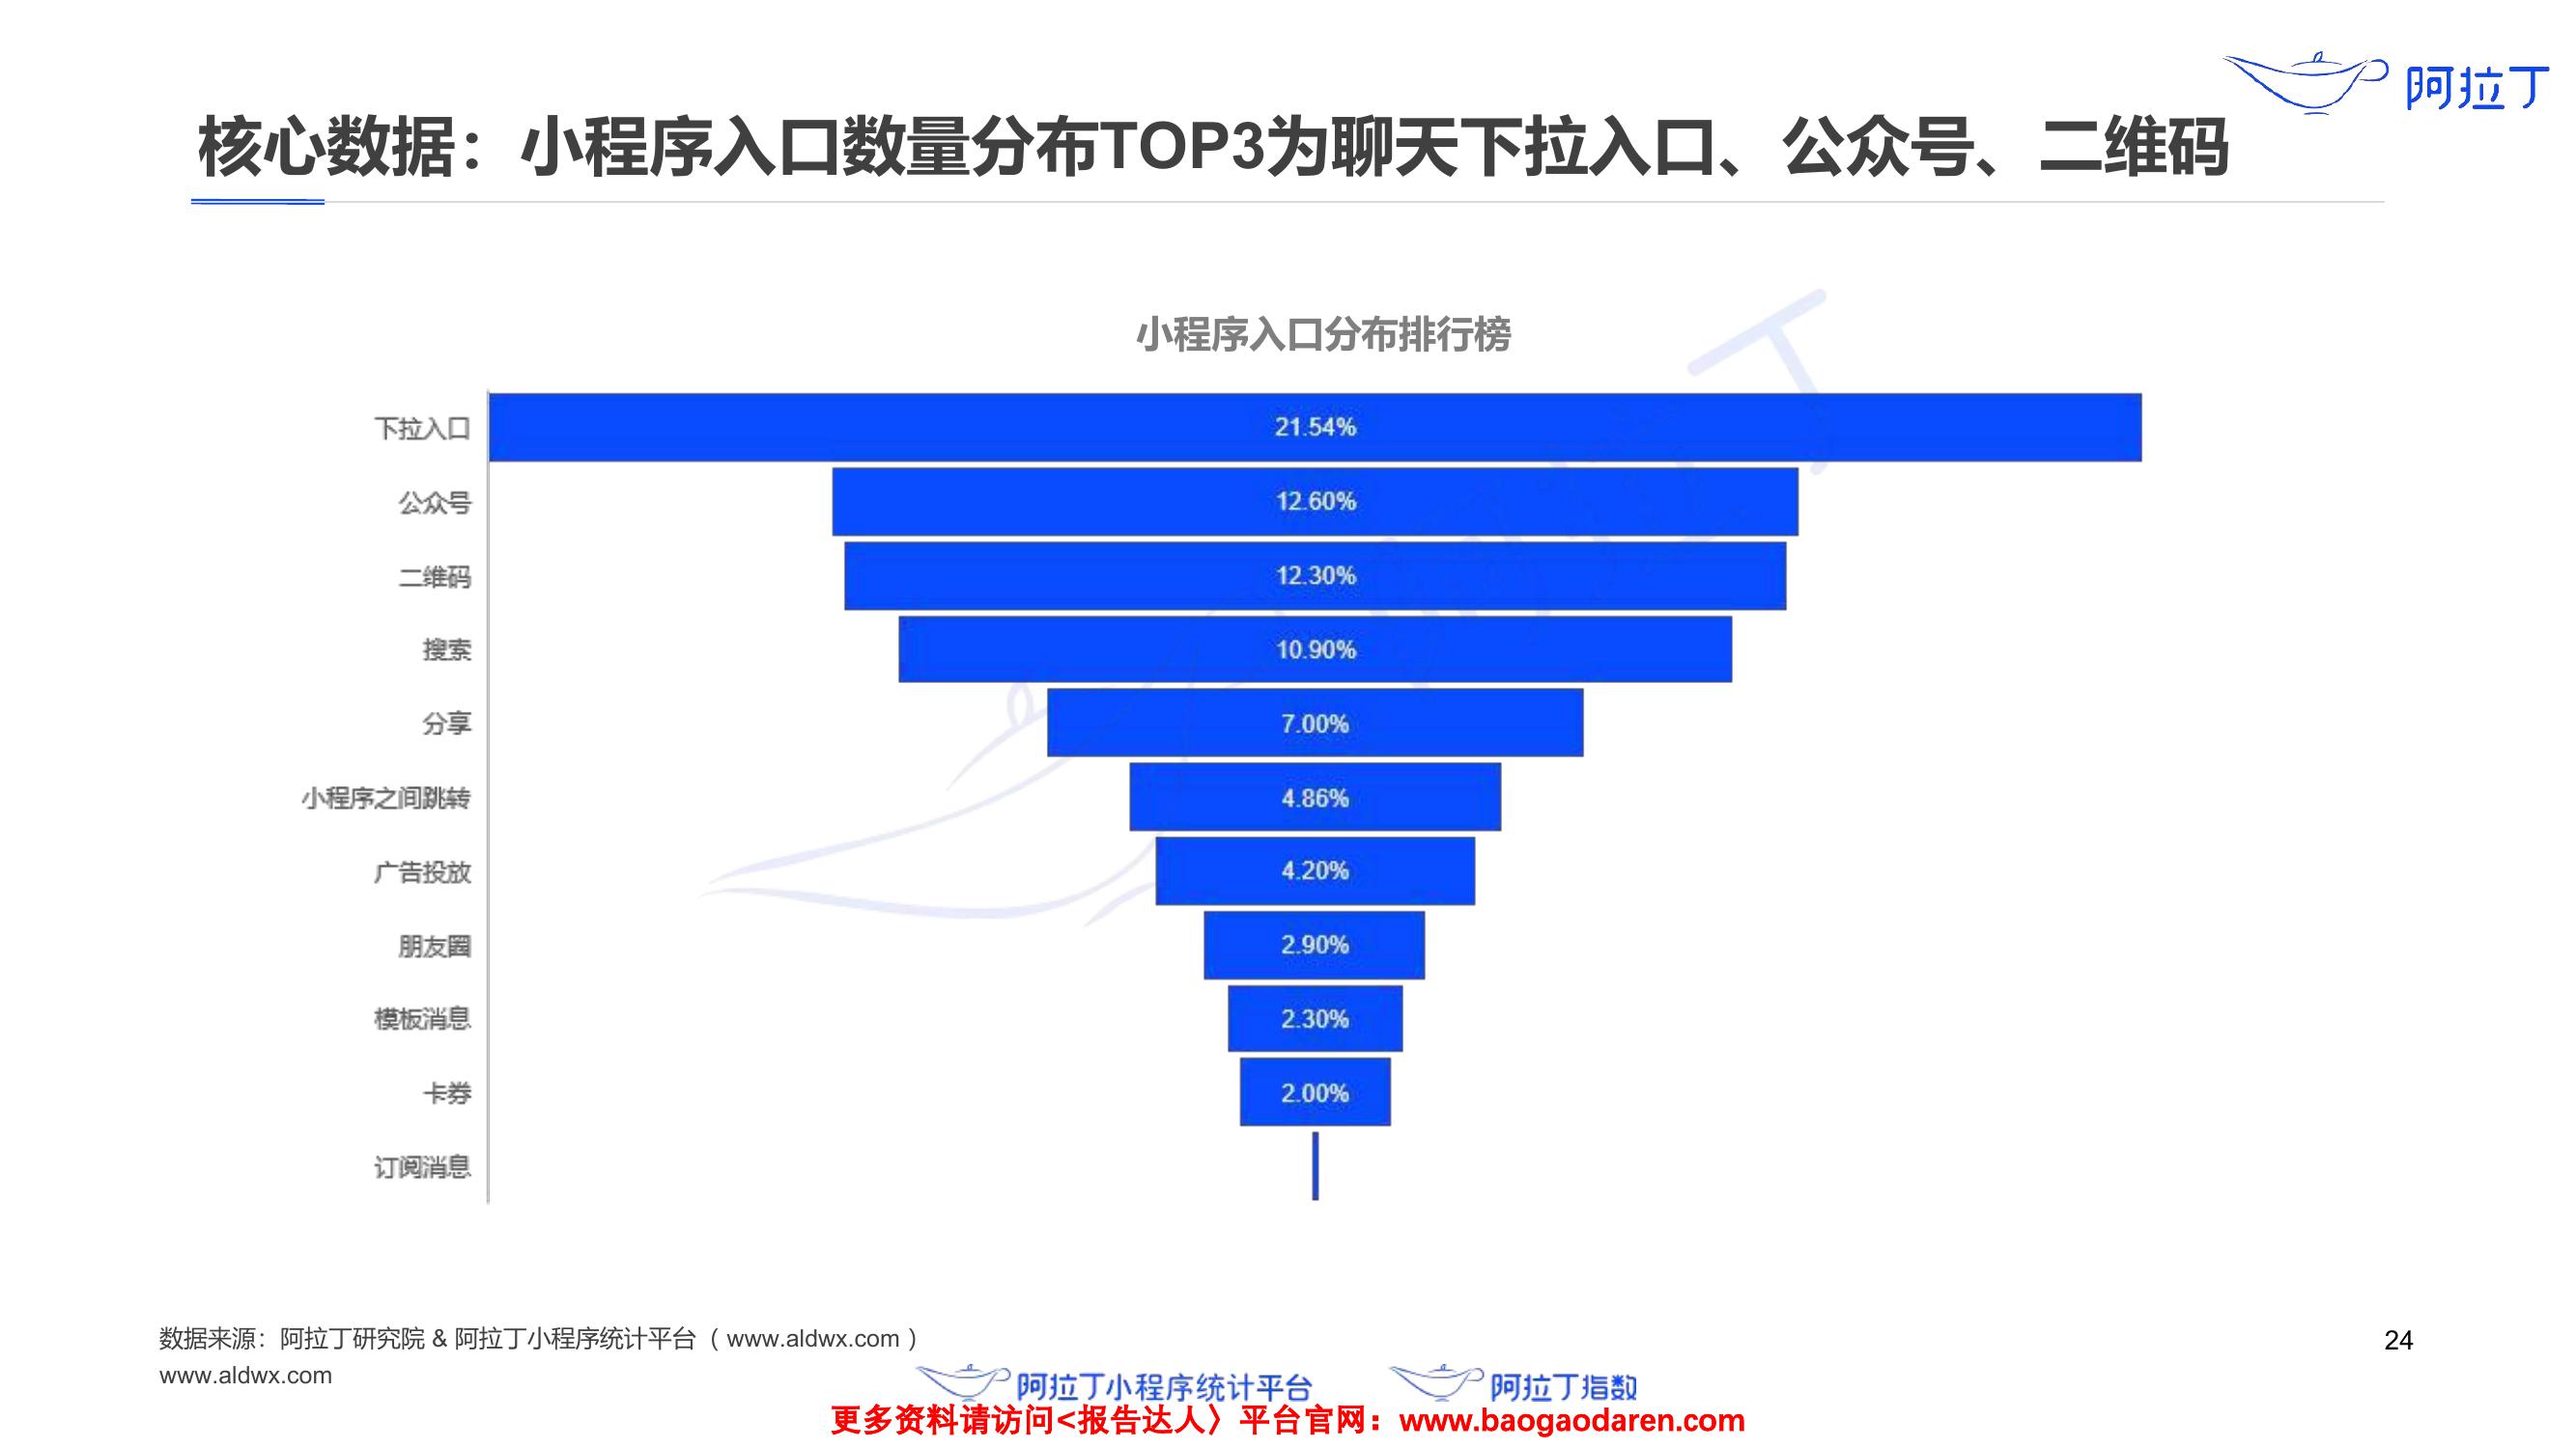 阿拉丁
核心数据：小程序入口数量分布TOP3为聊天下拉入口、公众号、二维码
小程序入口分布排行榜
下拉入口 21.54%
公众号 12.60%
二维码 12.30%
搜索 10.90%
分享 7.00%
小程序之间跳转 4.86%
广告投放 4.20%
朋友圈 2.90%
模板消息 2.30%
卡券 2.00%
订阅消息
数据来源：阿拉丁研究院 & 阿拉丁小程序统计平台（www.aldwx.com）
24
www.aldwx.com
阿拉丁小程序统计平台 阿拉丁指数
更多资料请访问<报告达人〉平台官网：www.baogaodaren.com